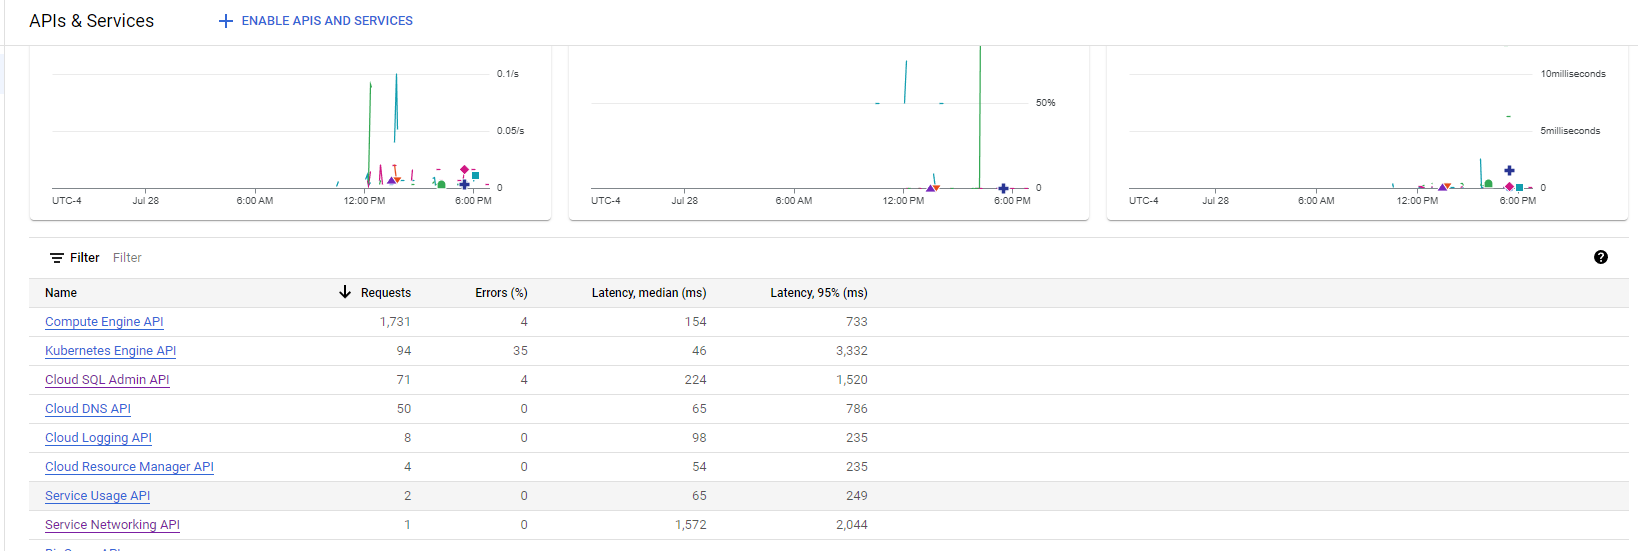 APIs & Services
ENABLE APIS AND SERVICES
0.1/s
0.05/s
0
UTC-4 Jul 28 6:00 AM 12:00 PM 6:00 PM
50%
0
UTC-4 Jul 28 6:00 AM 12:00 PM 6:00 PM
10milliseconds
5milliseconds
0
UTC-4 Jul 28 6:00 AM 12:00 PM 6:00 PM
Filter Filter
Name Requests Errors (%) Latency, median (ms) Latency, 95% (ms)
Compute Engine API 1,731 4 154 733
Kubernetes Engine API 94 35 46 3,332
Cloud SQL Admin API 71 4 224 1,520
Cloud DNS API 50 0 65 786
Cloud Logging API 8 0 98 235
Cloud Resource Manager API 4 0 54 235
Service Usage API 2 0 65 249
Service Networking API 1 0 1,572 2,044